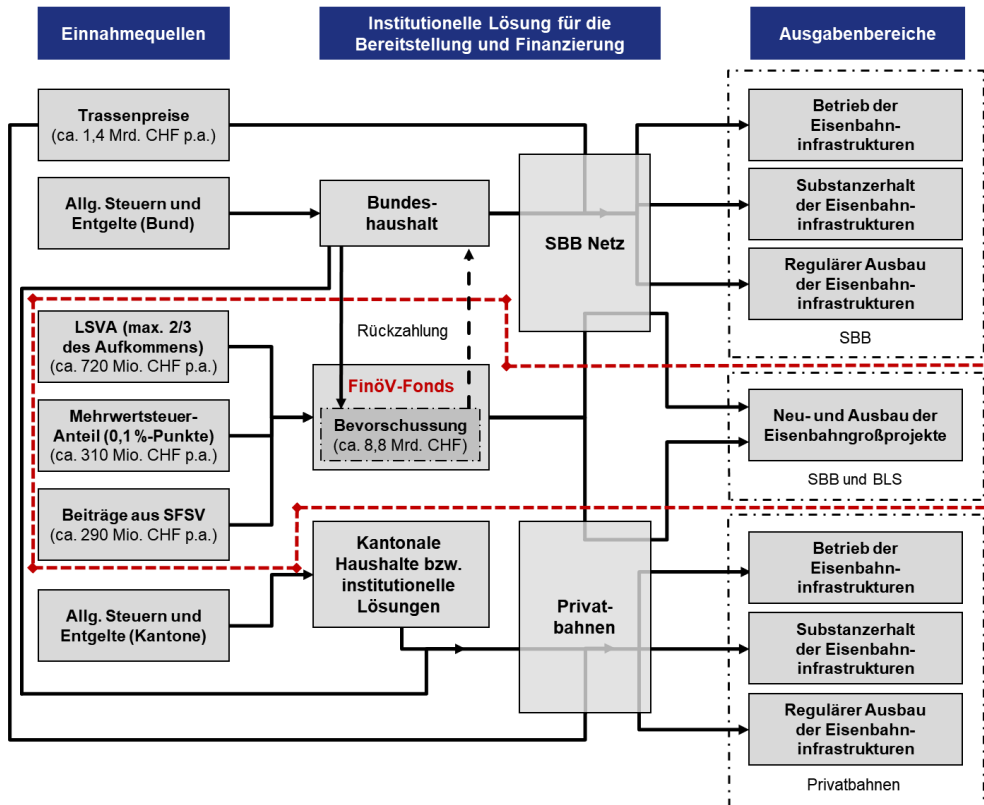 Einnahmequellen
Institutionelle Lösung für die
Bereitstellung und Finanzierung
Ausgabenbereiche
Trassenpreise
(ca. 1,4 Mrd. CHF p.a.)
Allg. Steuern und
Entgelte (Bund)
LSVA (max. 2/3
des Aufkommens)
(ca. 720 Mio. CHF p.a.)
Mehrwertsteuer-
Anteil (0,1 %-Punkte)
(ca. 310 Mio. CHF p.a.)
Beiträge aus SFSV
(ca. 290 Mio. CHF p.a.)
Allg. Steuern und
Entgelte (Kantone)
Bundes-
haushalt
Rückzahlung
FinöV-Fonds
Bevorschussung
(ca. 8,8 Mrd. CHF)
Kantonale
Haushalte bzw.
institutionelle
Lösungen
SBB Netz
Privat-
bahnen
Betrieb der
Eisenbahn-
infrastrukturen
Substanzerhalt
der Eisenbahn-
infrastrukturen
Regulärer Ausbau
der Eisenbahn-
infrastrukturen
SBB
Neu- und Ausbau der
Eisenbahngroßprojekte
SBB und BLS
Betrieb der
Eisenbahn-
infrastrukturen
Substanzerhalt
der Eisenbahn-
infrastrukturen
Regulärer Ausbau
der Eisenbahn-
infrastrukturen
Privatbahnen